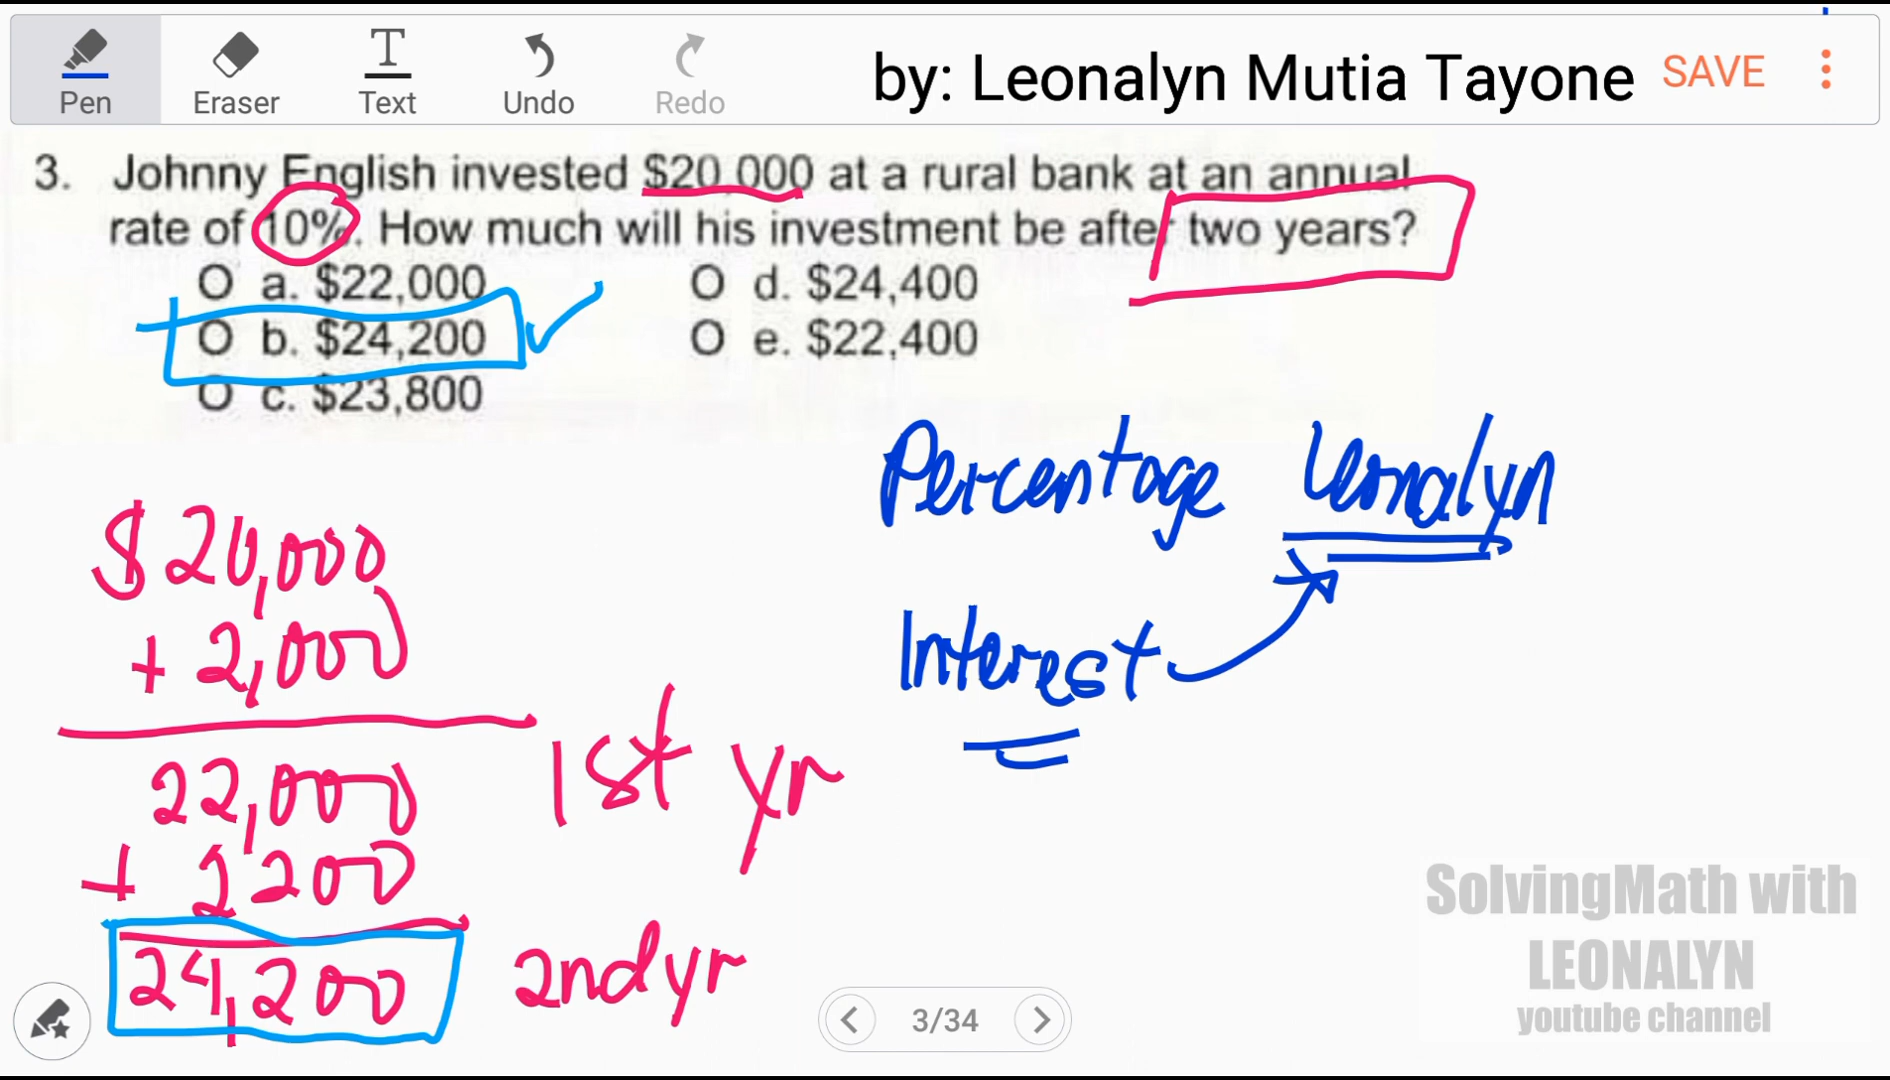 Pen Eraser Text Undo Redo by: Leonalyn Mutia Tayone SAVE
3. Johnny English invested $20,000 at a rural bank at an annual
rate of 10%. How much will his investment be after two years?
O a. $22,000 O d. $24,400
O b. $24,200 O e. $22,400
O c. $23,800
Percentage Leonalyn
Interest
$20,000
+ 2,000
22,000 1st yr
+ 2200
24,200 2nd yr
3/34
SolvingMath with
LEONALYN
youtube channel